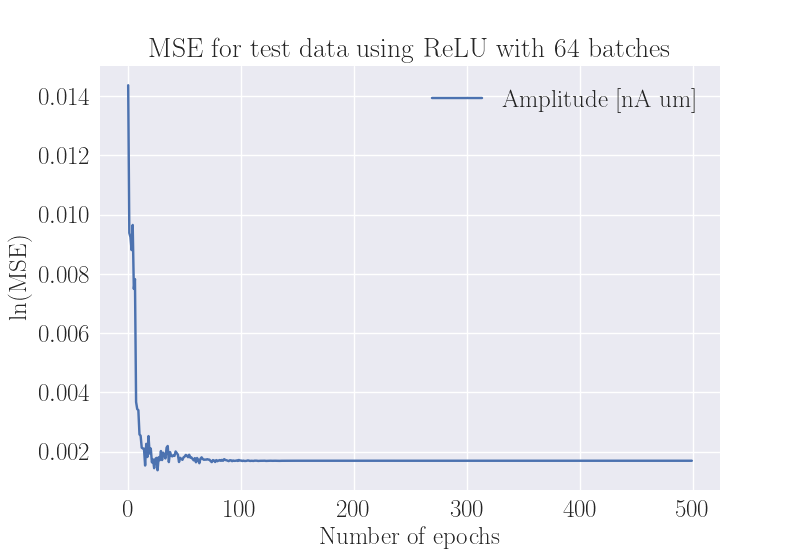 MSE for test data using ReLU with 64 batches
Amplitude [nA um]
0.014
0.012
0.010
0.008
0.006
0.004
0.002
ln(MSE)
0 100 200 300 400 500
Number of epochs